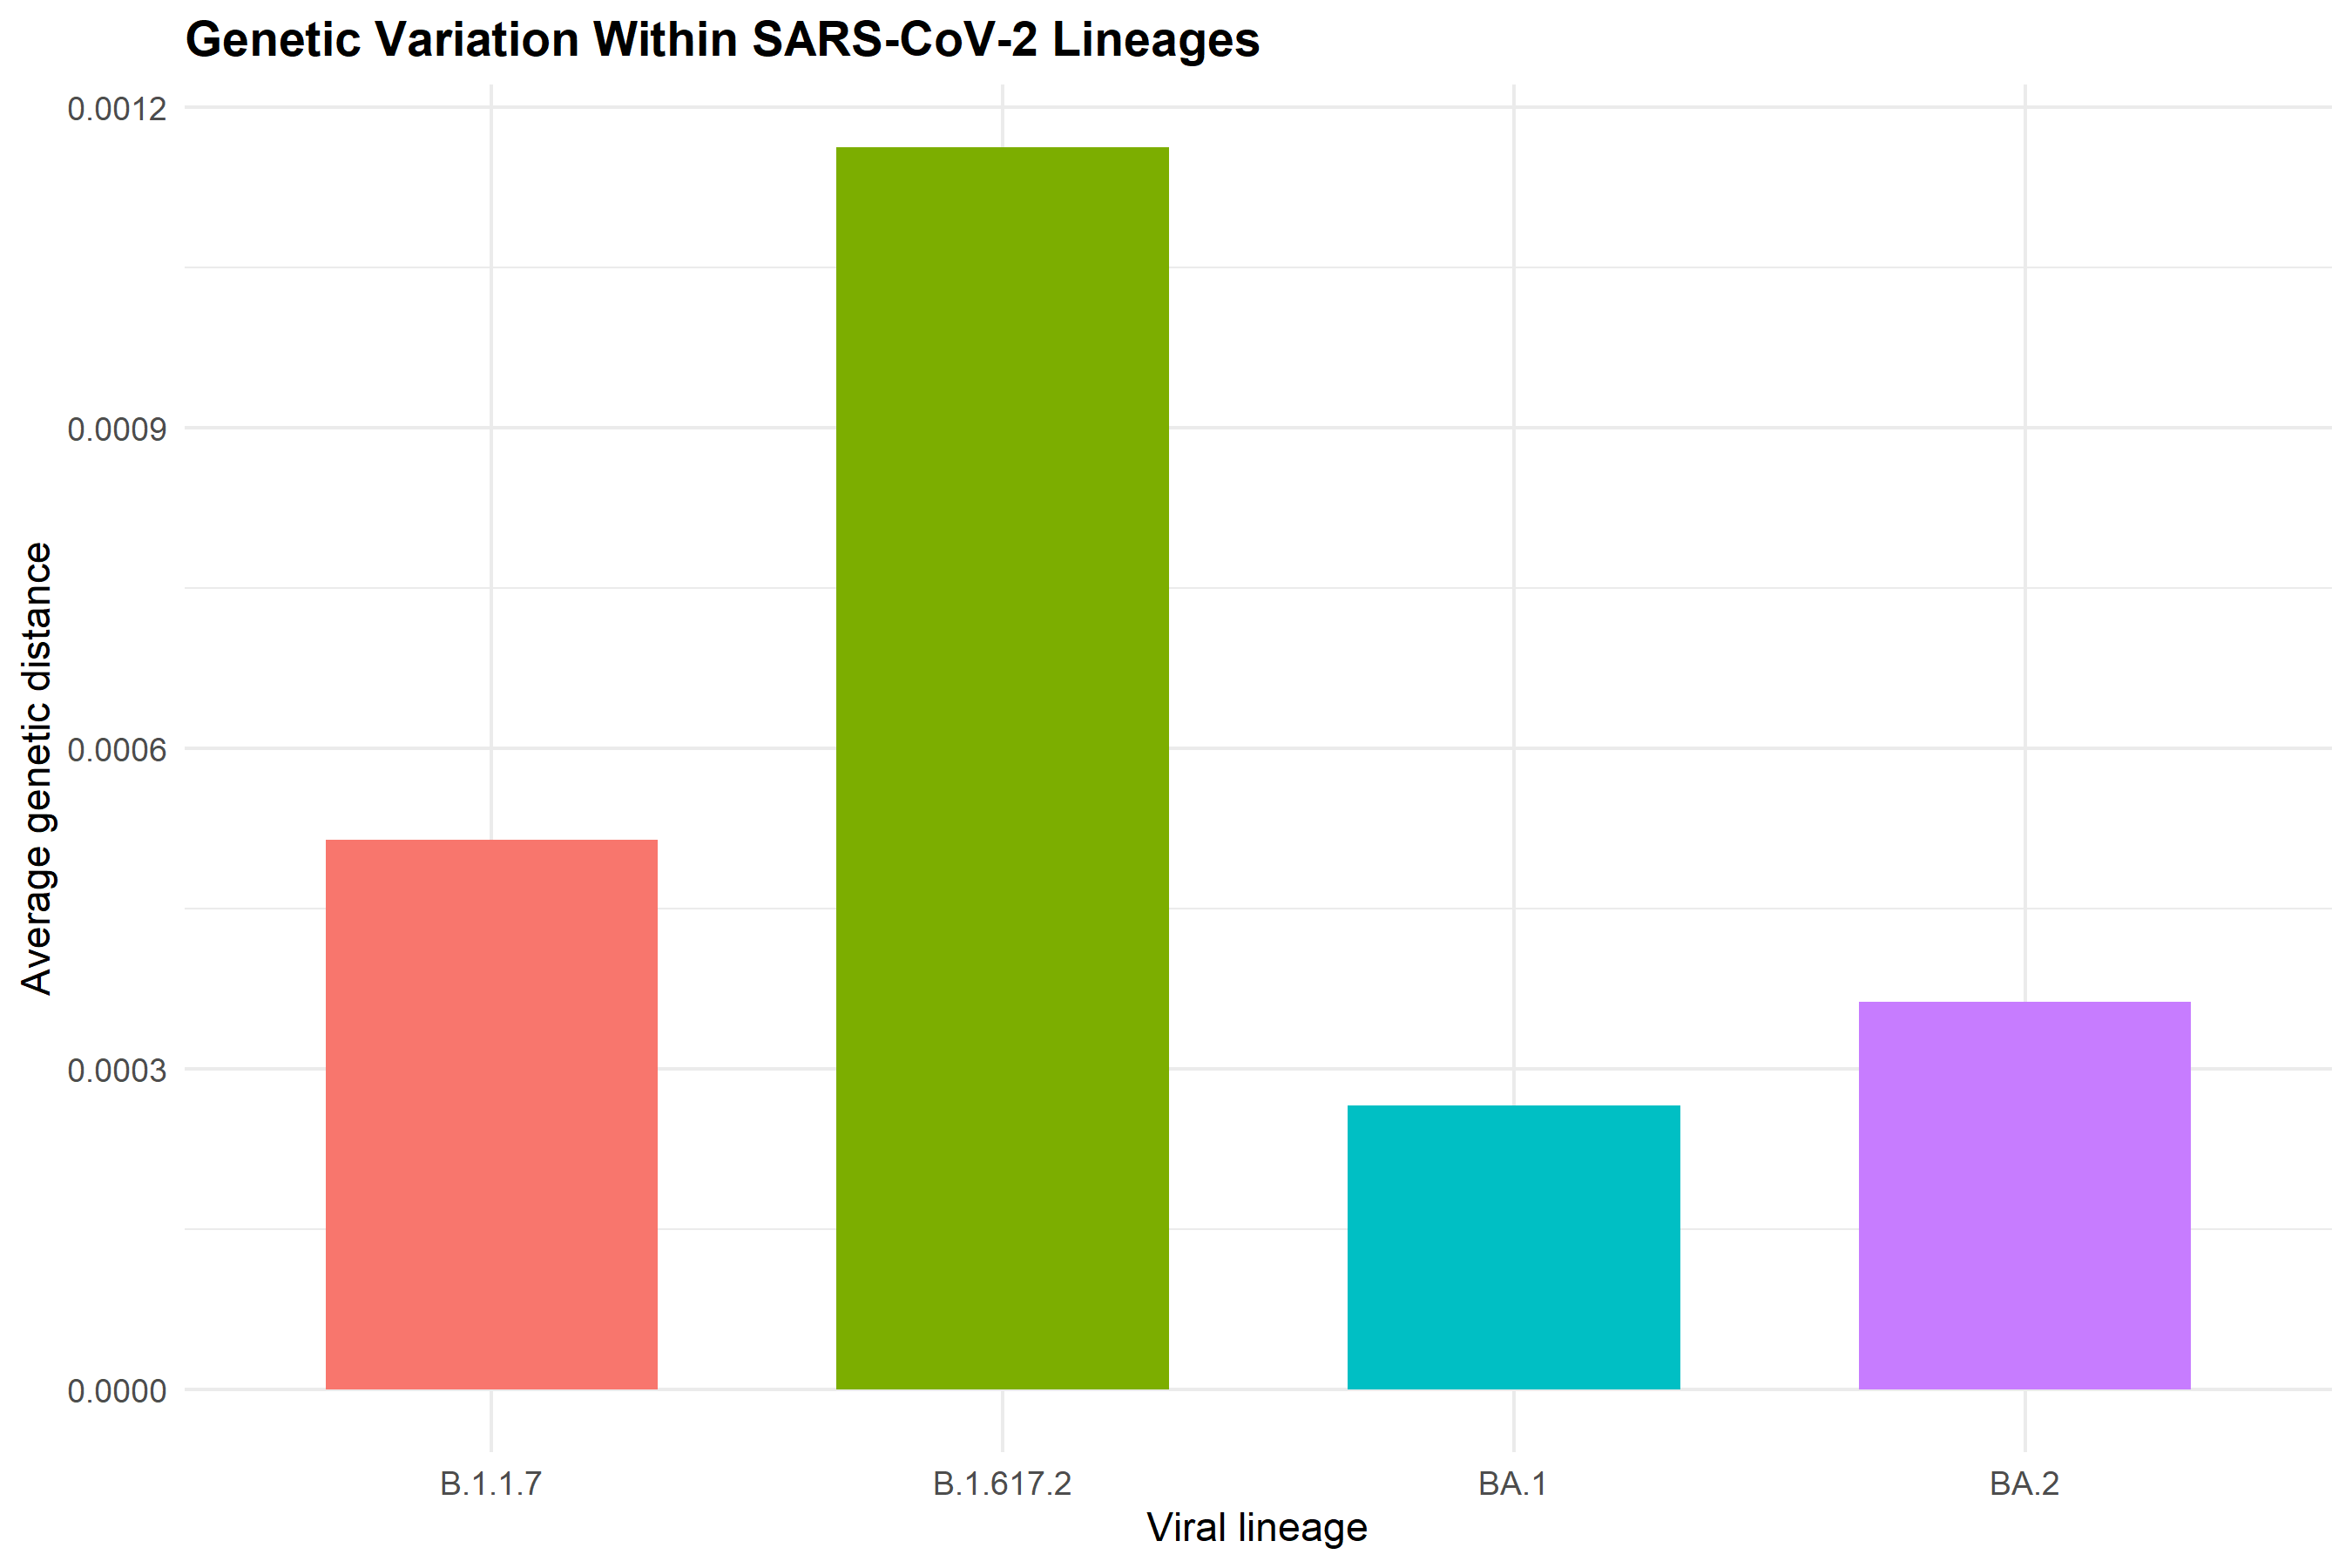 Genetic Variation Within SARS-CoV-2 Lineages
0.0012
0.0009
0.0006
0.0003
0.0000
Average genetic distance
B.1.1.7
B.1.617.2
BA.1
BA.2
Viral lineage